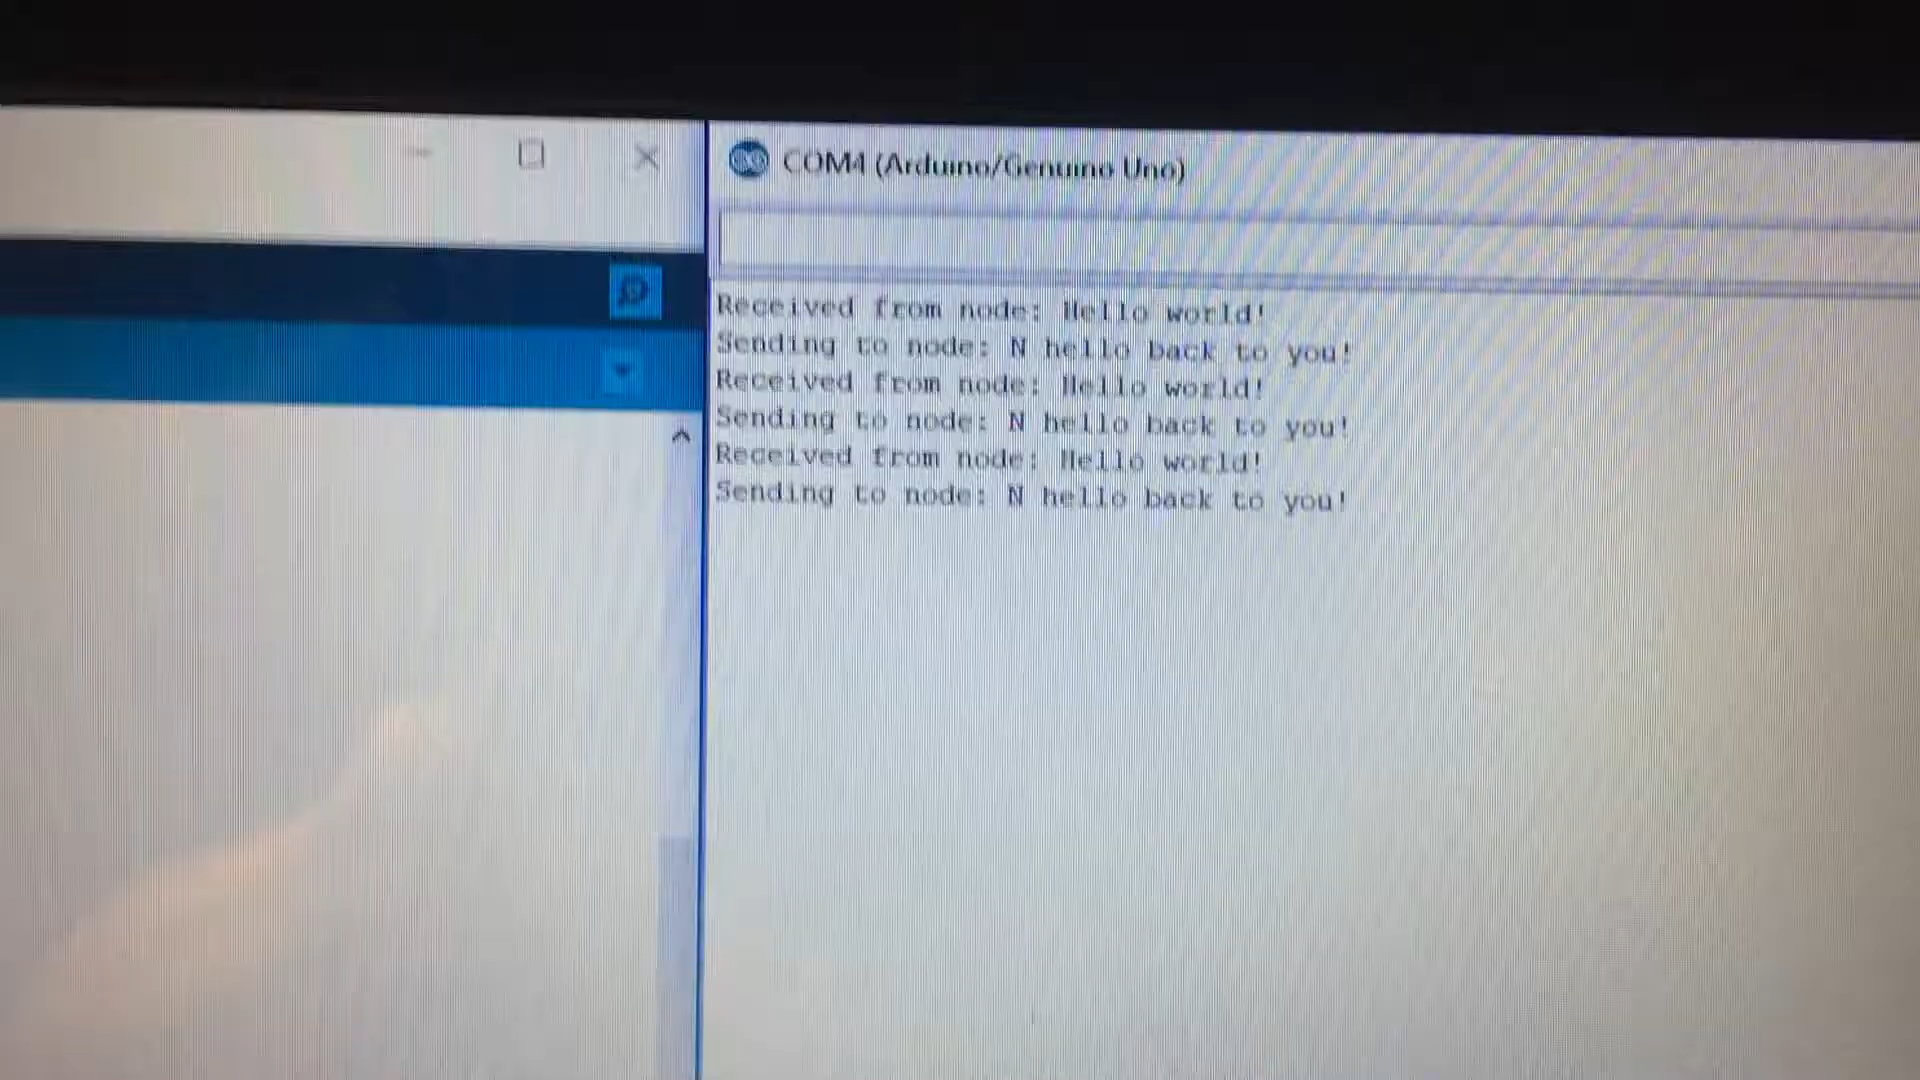 COM4 (Arduino/Genuino Uno)
Received from node: Hello world!
Sending to node: N hello back to you!
Received from node: Hello world!
Sending to node: N hello back to you!
Received from node: Hello world!
Sending to node: N hello back to you!